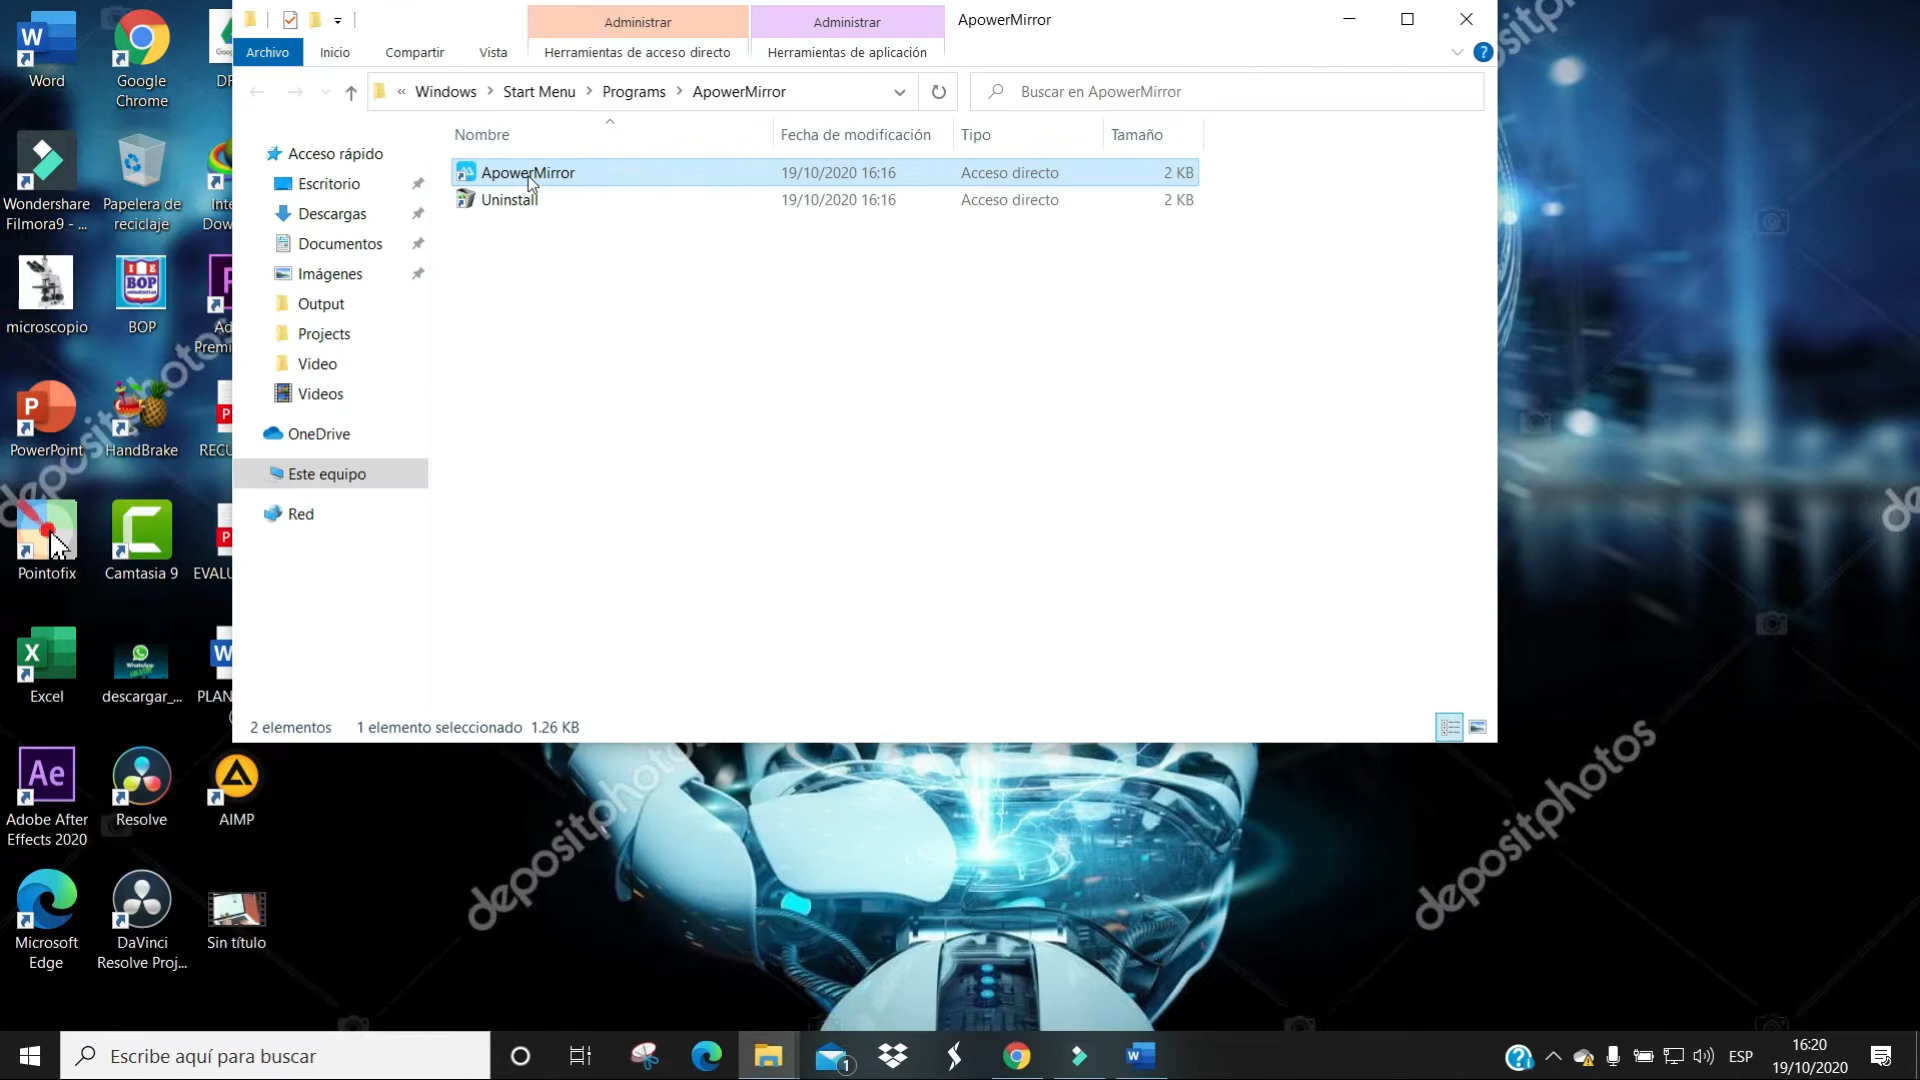 Administrar
Administrar
ApowerMirror
Archivo
Inicio
Compartir
Vista
Herramientas de acceso directo
Herramientas de aplicación
« Windows > Start Menu > Programs > ApowerMirror
Buscar en ApowerMirror
Nombre
Fecha de modificación
Tipo
Tamaño
ApowerMirror 19/10/2020 16:16 Acceso directo 2 KB
Uninstall 19/10/2020 16:16 Acceso directo 2 KB
Acceso rápido
Escritorio
Descargas
Documentos
Imágenes
Output
Projects
Video
Videos
OneDrive
Este equipo
Red
2 elementos
1 elemento seleccionado 1.26 KB
Word
Google
Chrome
Wondershare
Filmora9 - ...
Papelera de
reciclaje
microscopio
BOP
PowerPoint
HandBrake
Pointofix
Camtasia 9
Excel
descargar_...
Adobe After
Effects 2020
Resolve
AIMP
Microsoft
Edge
DaVinci
Resolve Proj...
Sin título
depositphotos
depositphotos
depositphotos
Escribe aquí para buscar
1
ESP
16:20
19/10/2020